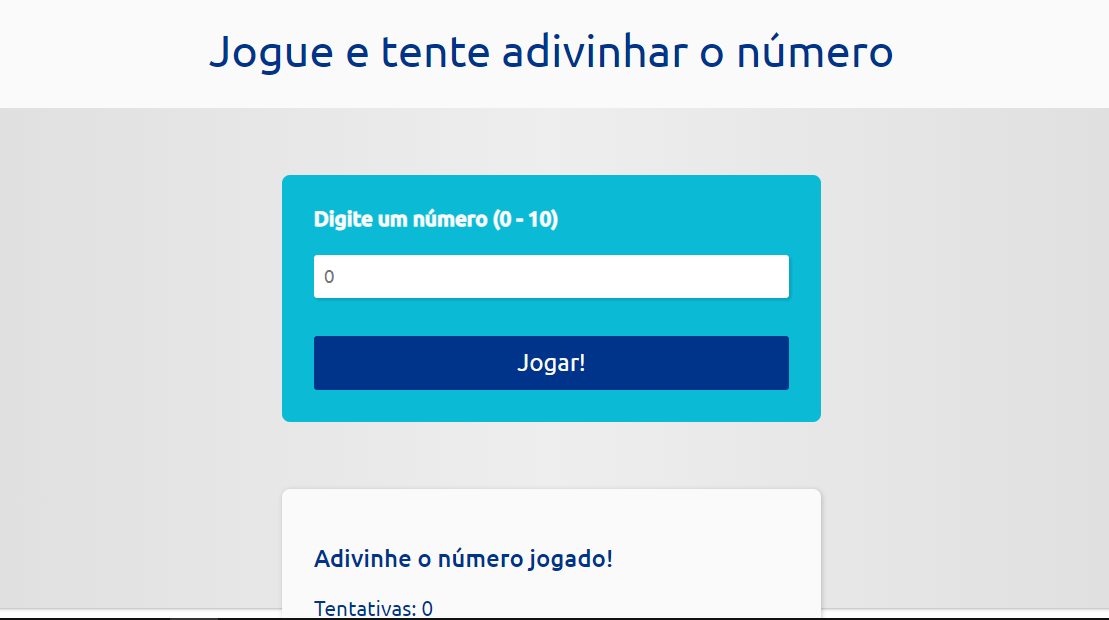 Jogue e tente adivinhar o número
Digite um número (0 - 10)
0
Jogar!
Adivinhe o número jogado!
Tentativas: 0